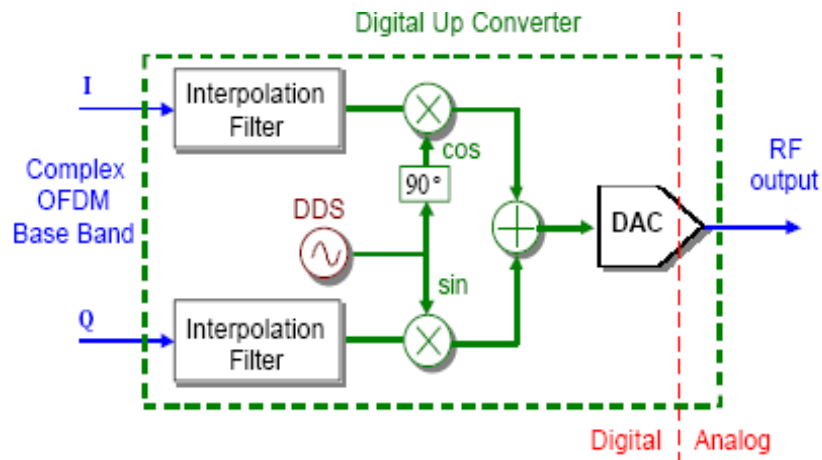 Digital Up Converter
I
Interpolation
Filter
cos
90°
Complex
OFDM
Base Band
DDS
sin
DAC
RF
output
Q
Interpolation
Filter
Digital
Analog